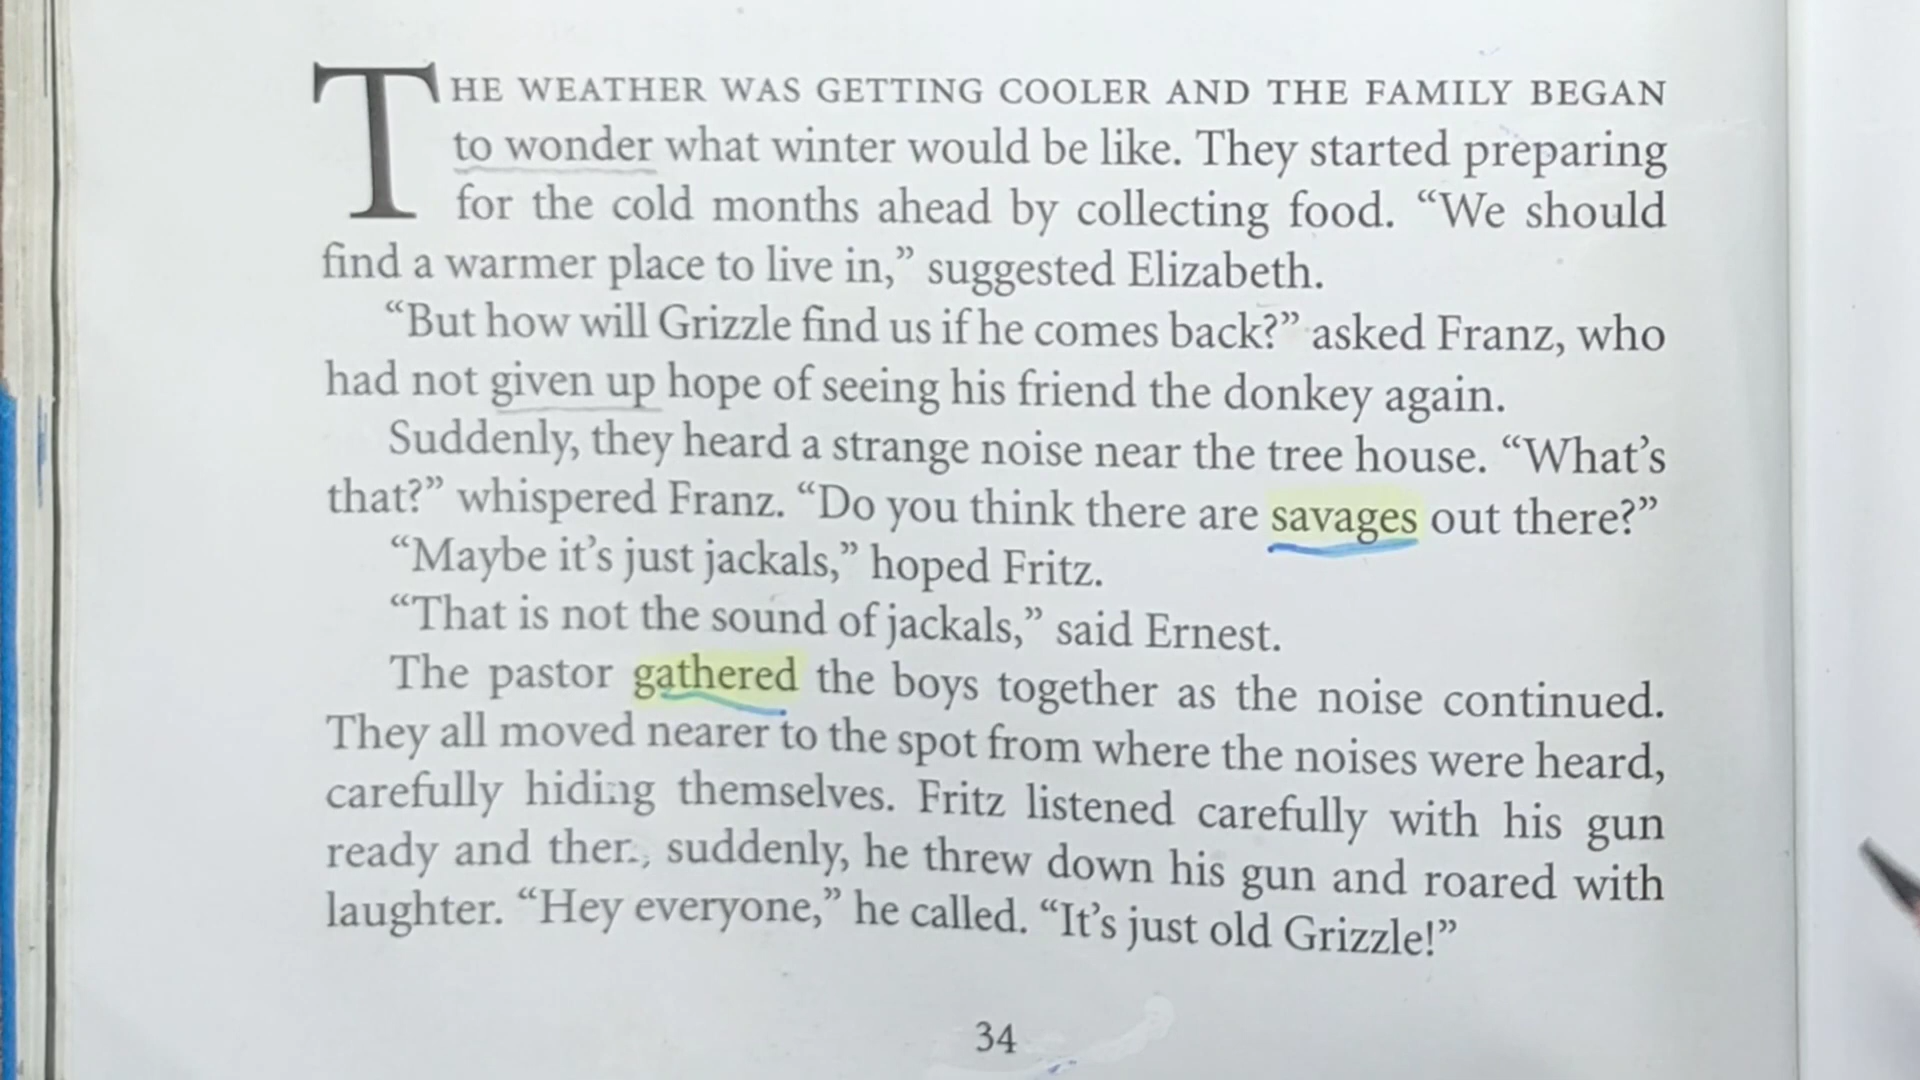 THE WEATHER WAS GETTING COOLER AND THE FAMILY BEGAN
to wonder what winter would be like. They started preparing
for the cold months ahead by collecting food. “We should
find a warmer place to live in,” suggested Elizabeth.
“But how will Grizzle find us if he comes back?” asked Franz, who
had not given up hope of seeing his friend the donkey again.
Suddenly, they heard a strange noise near the tree house. “What’s
that?” whispered Franz. “Do you think there are savages out there?”
“Maybe it’s just jackals,” hoped Fritz.
“That is not the sound of jackals,” said Ernest.
The pastor gathered the boys together as the noise continued.
They all moved nearer to the spot from where the noises were heard,
carefully hiding themselves. Fritz listened carefully with his gun
ready and then, suddenly, he threw down his gun and roared with
laughter. “Hey everyone,” he called. “It’s just old Grizzle!”
34